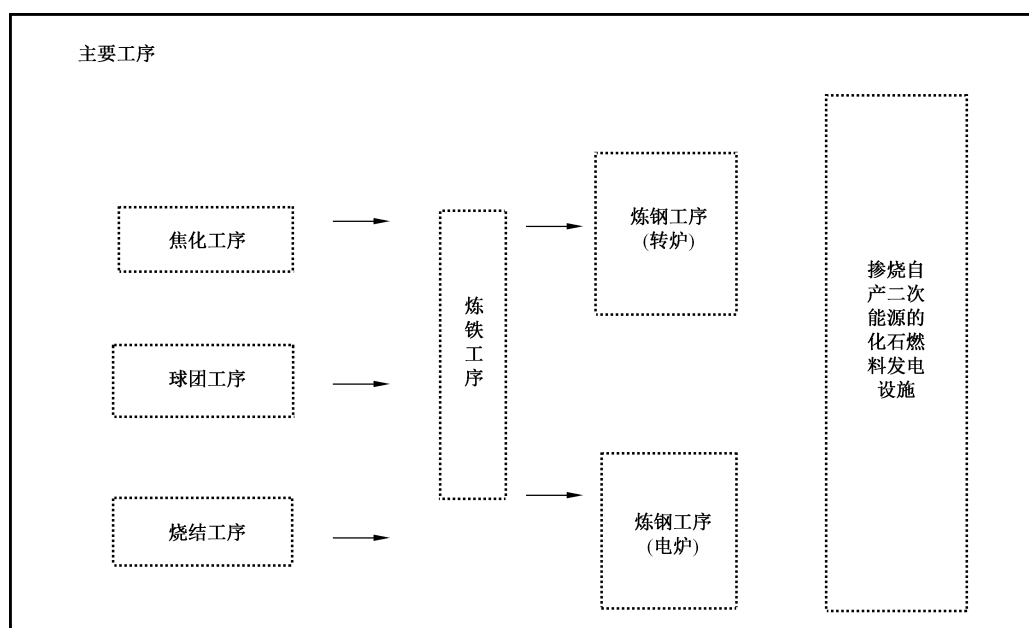 主要工序
焦化工序
球团工序
烧结工序
炼
铁
工
序
炼钢工序
(转炉)
炼钢工序
(电炉)
掺烧自
产二次
能源的
化石燃
料发电
设施